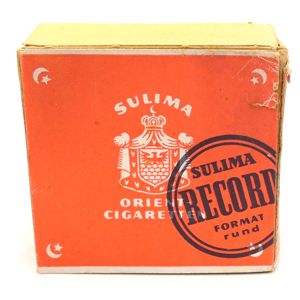 SULIMA
ORIENT
CIGARETTEN
SULIMA
RECORD
FORMAT
rund